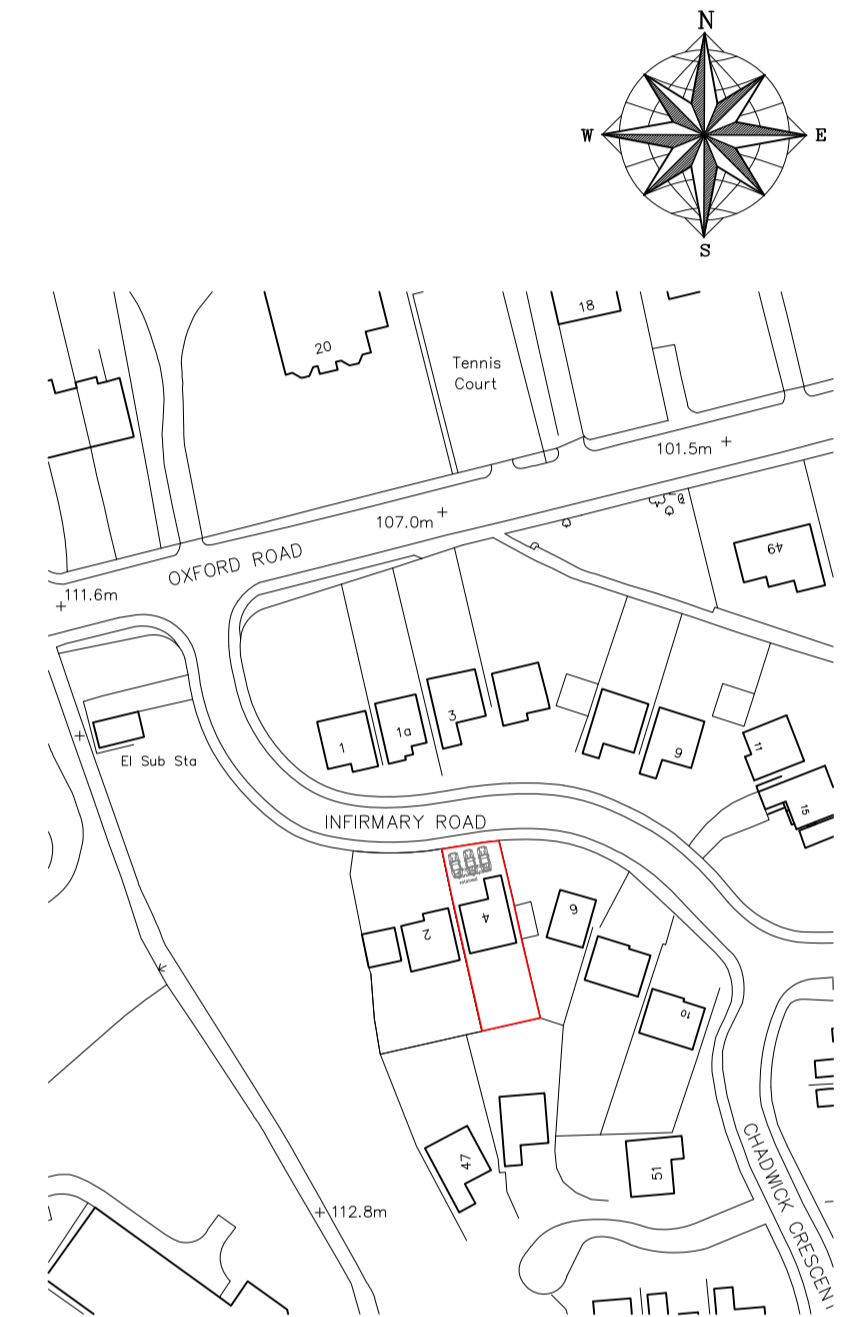 N
W
E
S
18
20
Tennis
Court
101.5m
107.0m
OXFORD ROAD
49
111.6m
1
1a
3
9
11
15
El Sub Sta
INFIRMARY ROAD
2
4
6
10
47
51
CHADWICK CRESCEN
112.8m